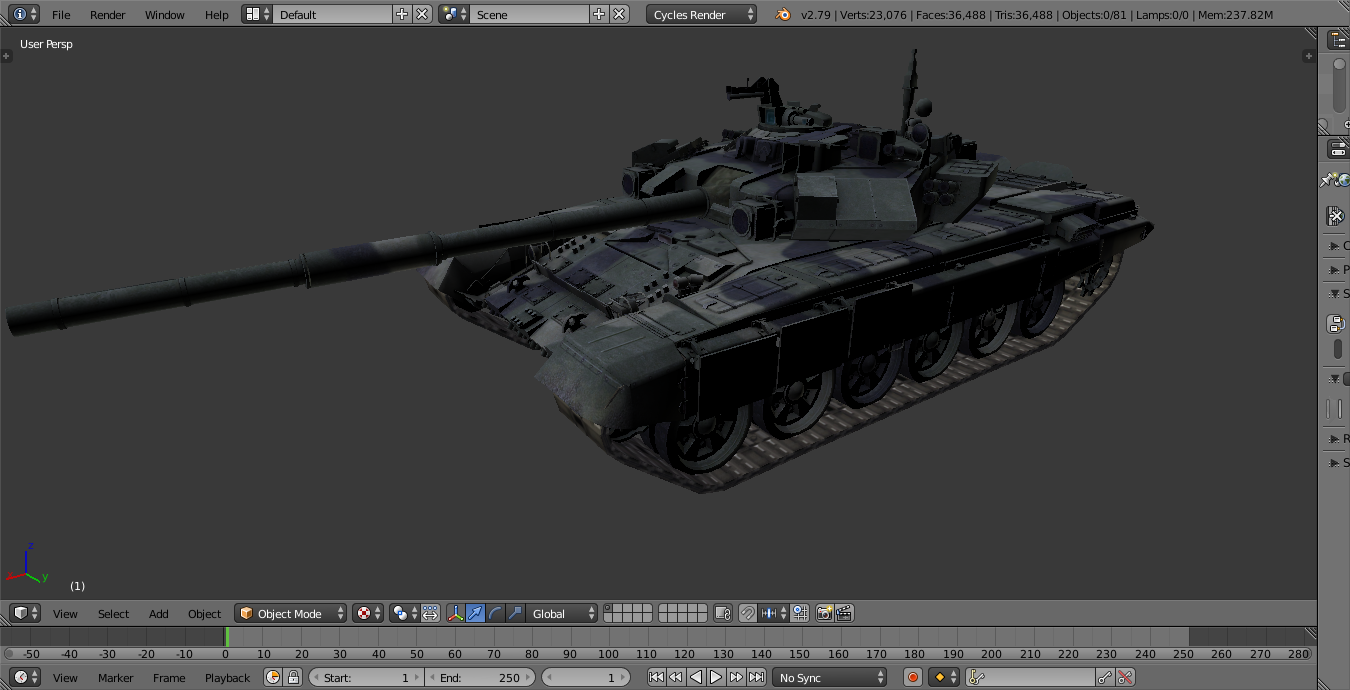 File Render Window Help Default Scene Cycles Render v2.79 | Verts:23,076 | Faces:36,488 | Tris:36,488 | Objects:0/81 | Lamps:0/0 | Mem:237.82M
User Persp
z
x y
(1)
View Select Add Object Object Mode Global
-50 -40 -30 -20 -10 0 10 20 30 40 50 60 70 80 90 100 110 120 130 140 150 160 170 180 190 200 210 220 230 240 250 260 270 280
View Marker Frame Playback Start: 1 End: 250 1 No Sync